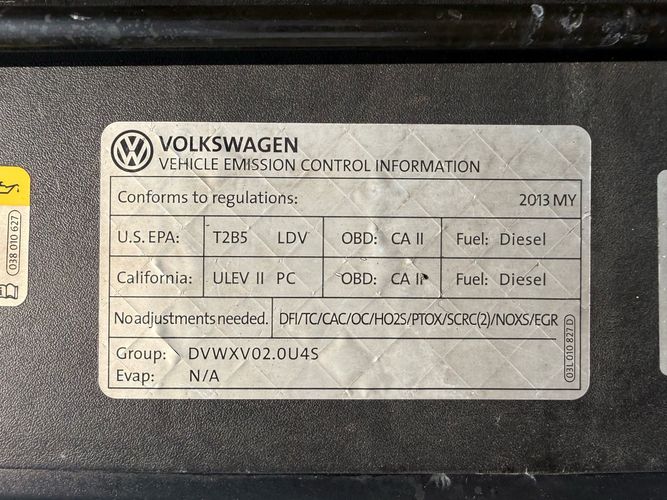 VOLKSWAGEN
VEHICLE EMISSION CONTROL INFORMATION
Conforms to regulations: 2013 MY
U.S. EPA: T2B5 LDV OBD: CA II Fuel: Diesel
California: ULEV II PC OBD: CA II Fuel: Diesel
No adjustments needed. DFI/TC/CAC/OC/HO2S/PTOX/SCRC(2)/NOXS/EGR
Group: DVWXV02.0U4S
Evap: N/A
03L 010 827 D
038 010 627